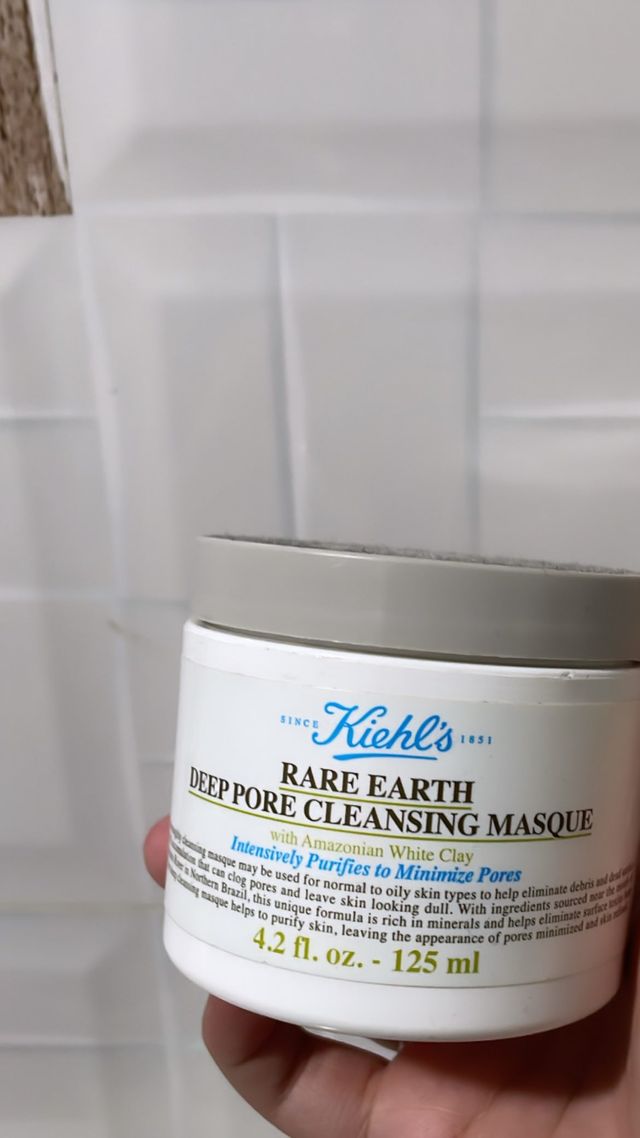 SINCE Kiehl's 1851
RARE EARTH
DEEP PORE CLEANSING MASQUE
with Amazonian White Clay
Intensively Purifies to Minimize Pores
cleansing masque may be used for normal to oily skin types to help eliminate debris and dead
that can clog pores and leave skin looking dull. With ingredients sourced near the
in Northern Brazil, this unique formula is rich in minerals and helps eliminate surface
cleansing masque helps to purify skin, leaving the appearance of pores minimized and skin
4.2 fl. oz. - 125 ml